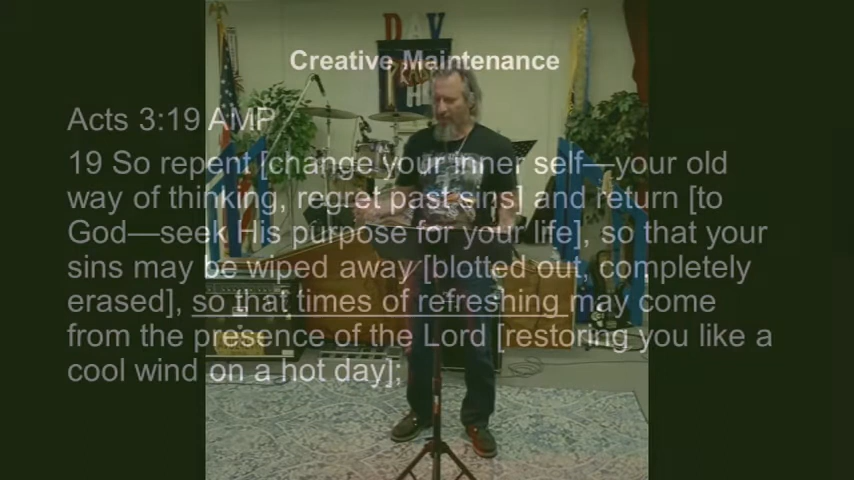 DAY
Creative Maintenance
Acts 3:19 AMP
19 So repent [change your inner self—your old
way of thinking, regret past sins] and return [to
God—seek His purpose for your life], so that your
sins may be wiped away [blotted out, completely
erased], so that times of refreshing may come
from the presence of the Lord [restoring you like a
cool wind on a hot day];